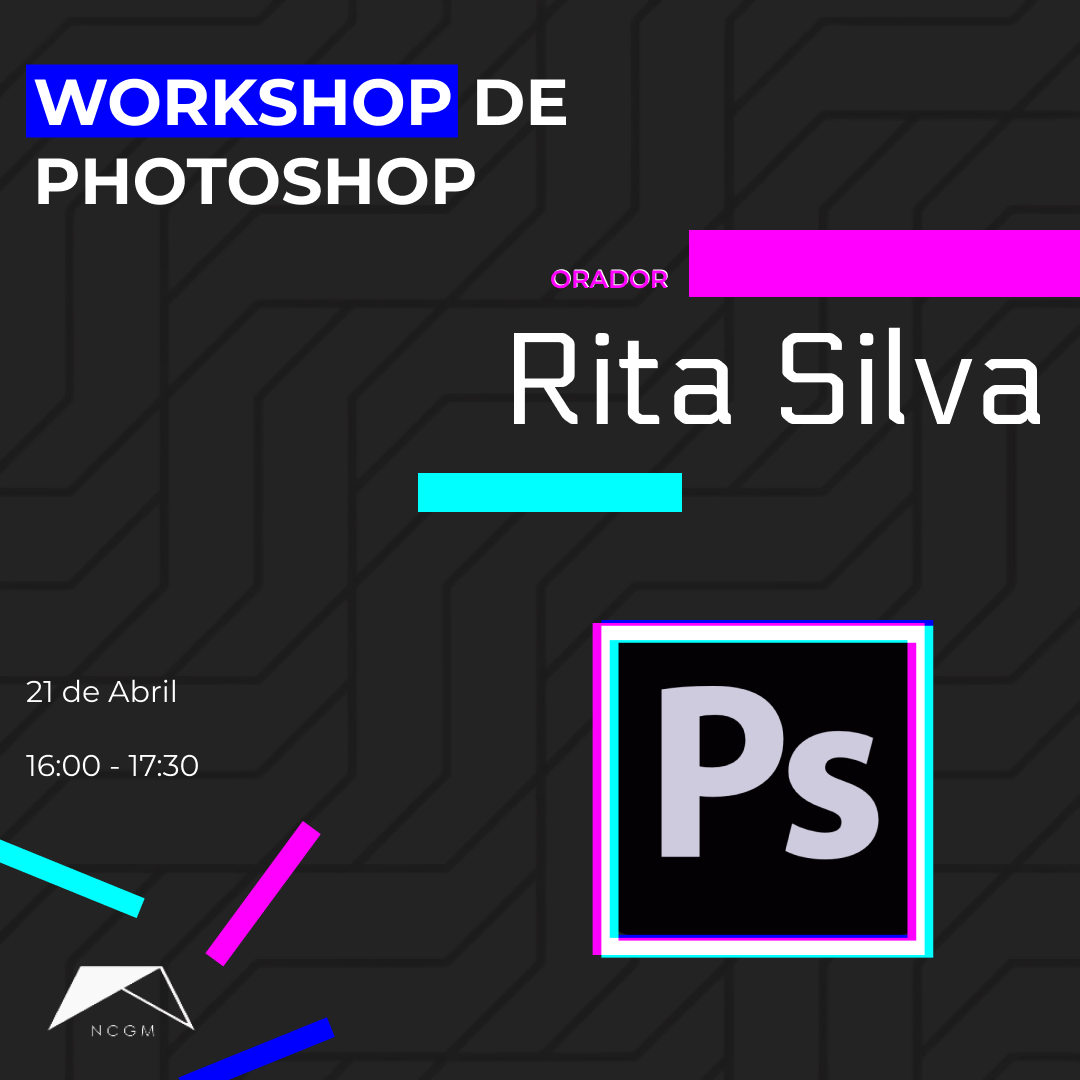 WORKSHOP DE
PHOTOSHOP
ORADOR
Rita Silva
21 de Abril
16:00 - 17:30
Ps
NCGM